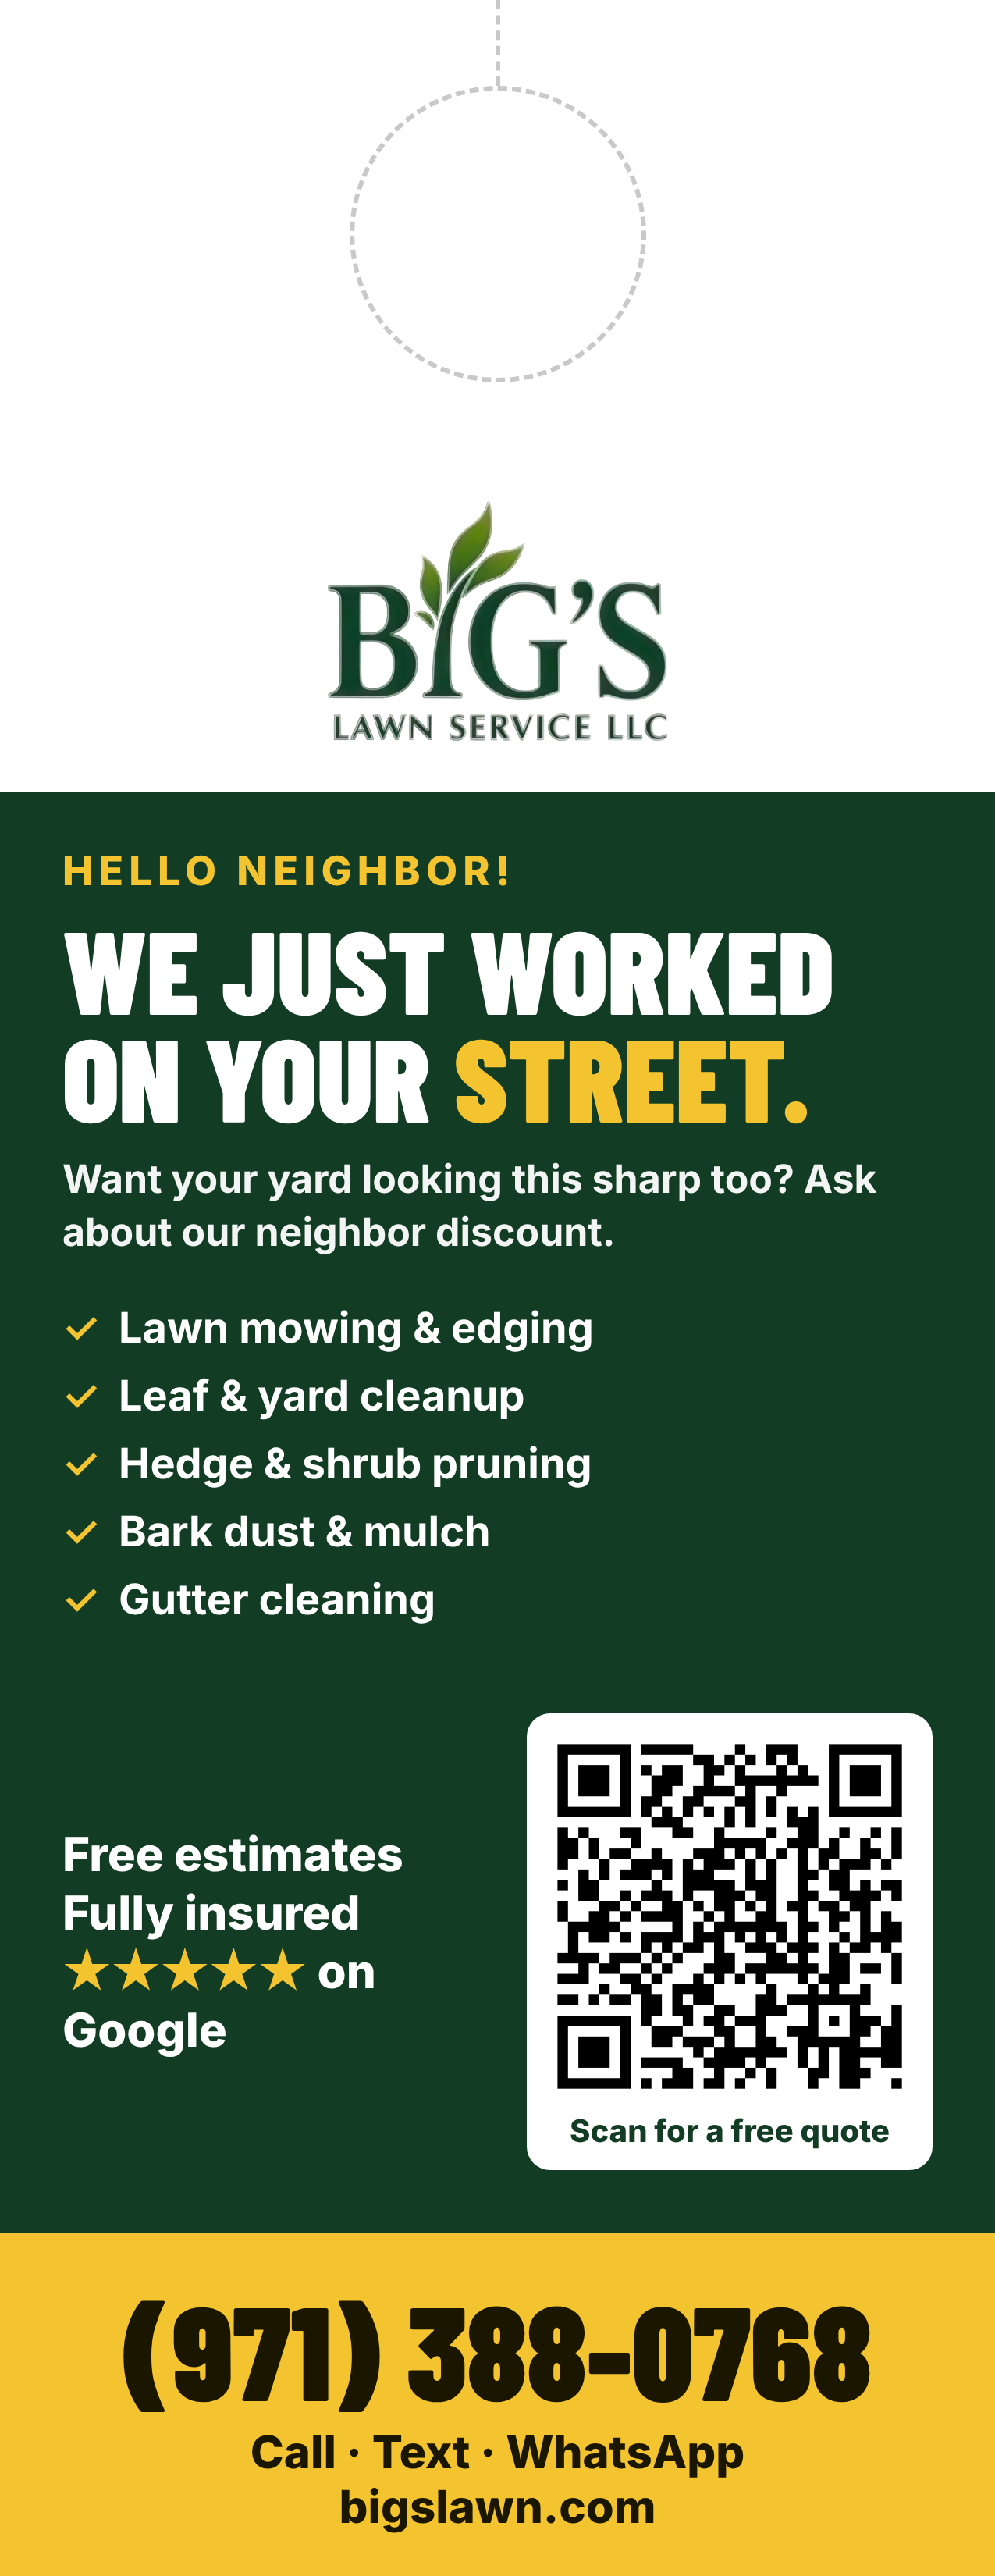 BIG'S
LAWN SERVICE LLC
HELLO NEIGHBOR!
WE JUST WORKED
ON YOUR STREET.
Want your yard looking this sharp too? Ask
about our neighbor discount.
✓ Lawn mowing & edging
✓ Leaf & yard cleanup
✓ Hedge & shrub pruning
✓ Bark dust & mulch
✓ Gutter cleaning
Free estimates
Fully insured
★★★★★ on
Google
Scan for a free quote
(971) 388-0768
Call · Text · WhatsApp
bigslawn.com